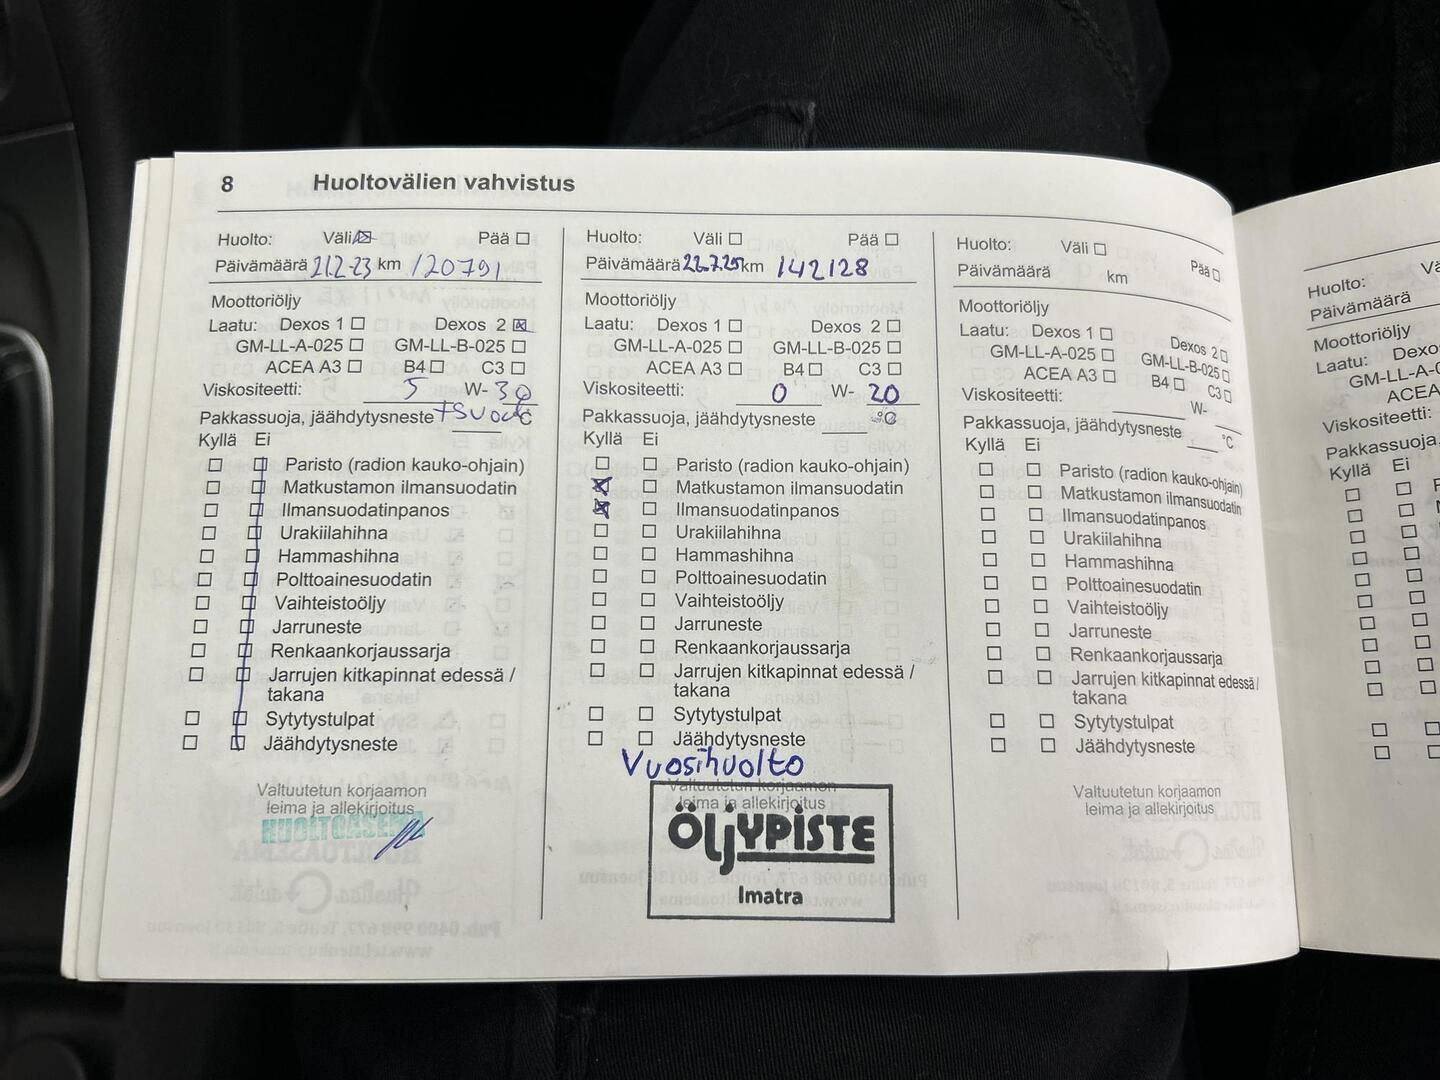 8 Huoltovälien vahvistus
Huolto: Väli Pää
Päivämäärä 21.2-23 km 120791
Moottoriöljy
Laatu: Dexos 1 Dexos 2
GM-LL-A-025 GM-LL-B-025
ACEA A3 B4 C3
Viskositeetti: 5 W- 30
Pakkassuoja, jäähdytysneste °C
Kyllä Ei
Paristo (radion kauko-ohjain)
Matkustamon ilmansuodatin
Ilmansuodatinpanos
Urakiilahihna
Hammashihna
Polttoainesuodatin
Vaihteistoöljy
Jarruneste
Renkaankorjaussarja
Jarrujen kitkapinnat edessä /
takana
Sytytystulpat
Jäähdytysneste
Valtuutetun korjaamon
leima ja allekirjoitus
HUOLTOASEMA
Huolto: Väli Pää
Päivämäärä 22.7.25 km 142128
Moottoriöljy
Laatu: Dexos 1 Dexos 2
GM-LL-A-025 GM-LL-B-025
ACEA A3 B4 C3
Viskositeetti: 0 W- 20
Pakkassuoja, jäähdytysneste °C
Kyllä Ei
Paristo (radion kauko-ohjain)
Matkustamon ilmansuodatin
Ilmansuodatinpanos
Urakiilahihna
Hammashihna
Polttoainesuodatin
Vaihteistoöljy
Jarruneste
Renkaankorjaussarja
Jarrujen kitkapinnat edessä /
takana
Sytytystulpat
Jäähdytysneste
Vuosihuolto
Valtuutetun korjaamon
leima ja allekirjoitus
ÖLJYPISTE
Imatra
Huolto: Väli Pää
Päivämäärä km
Moottoriöljy
Laatu: Dexos 1 Dexos 2
GM-LL-A-025 GM-LL-B-025
ACEA A3 B4 C3
Viskositeetti: W-
Pakkassuoja, jäähdytysneste °C
Kyllä Ei
Paristo (radion kauko-ohjain)
Matkustamon ilmansuodatin
Ilmansuodatinpanos
Urakiilahihna
Hammashihna
Polttoainesuodatin
Vaihteistoöljy
Jarruneste
Renkaankorjaussarja
Jarrujen kitkapinnat edessä /
takana
Sytytystulpat
Jäähdytysneste
Valtuutetun korjaamon
leima ja allekirjoitus
Huolto:
Päivämäärä
Moottoriöljy
Laatu:
GM-LL-A-0
ACEA
Viskositeetti:
Pakkassuoja,
Kyllä Ei